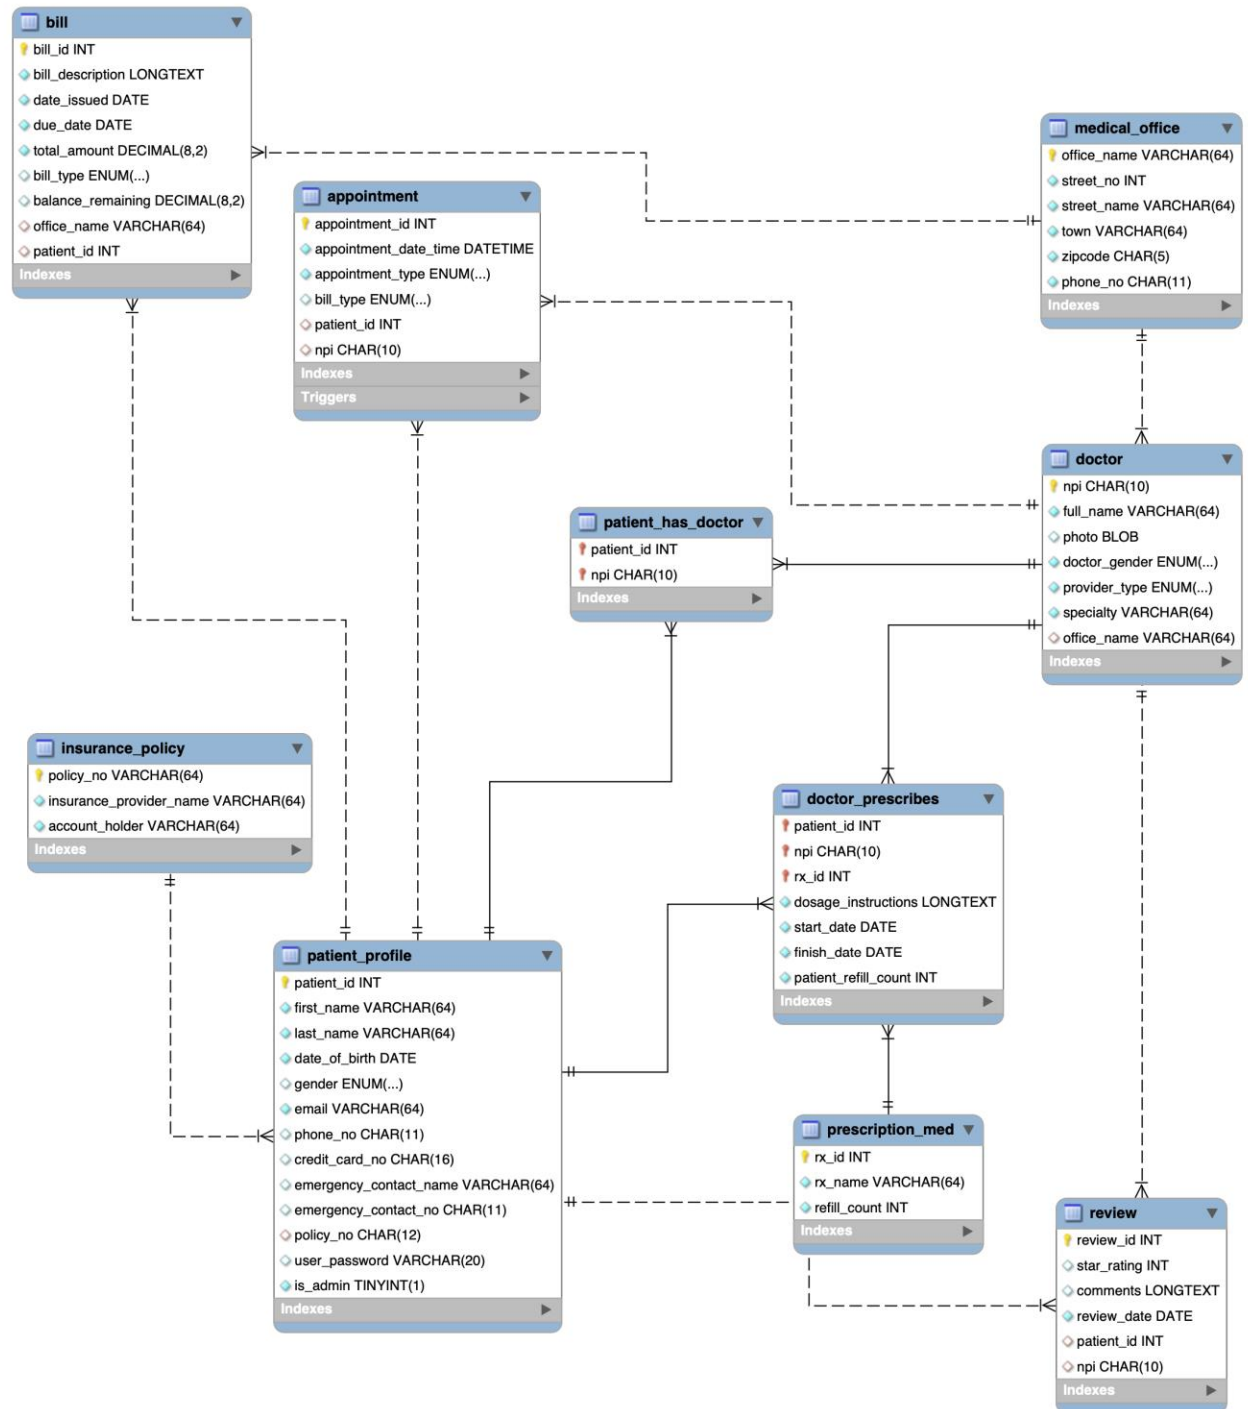 bill
bill_id INT
bill_description LONGTEXT
date_issued DATE
due_date DATE
total_amount DECIMAL(8,2)
bill_type ENUM(...)
balance_remaining DECIMAL(8,2)
office_name VARCHAR(64)
patient_id INT
Indexes
appointment
appointment_id INT
appointment_date_time DATETIME
appointment_type ENUM(...)
bill_type ENUM(...)
patient_id INT
npi CHAR(10)
Indexes
Triggers
medical_office
office_name VARCHAR(64)
street_no INT
street_name VARCHAR(64)
town VARCHAR(64)
zipcode CHAR(5)
phone_no CHAR(11)
Indexes
doctor
npi CHAR(10)
full_name VARCHAR(64)
photo BLOB
doctor_gender ENUM(...)
provider_type ENUM(...)
specialty VARCHAR(64)
office_name VARCHAR(64)
Indexes
patient_has_doctor
patient_id INT
npi CHAR(10)
Indexes
insurance_policy
policy_no VARCHAR(64)
insurance_provider_name VARCHAR(64)
account_holder VARCHAR(64)
Indexes
doctor_prescribes
patient_id INT
npi CHAR(10)
rx_id INT
dosage_instructions LONGTEXT
start_date DATE
finish_date DATE
patient_refill_count INT
Indexes
patient_profile
patient_id INT
first_name VARCHAR(64)
last_name VARCHAR(64)
date_of_birth DATE
gender ENUM(...)
email VARCHAR(64)
phone_no CHAR(11)
credit_card_no CHAR(16)
emergency_contact_name VARCHAR(64)
emergency_contact_no CHAR(11)
policy_no CHAR(12)
user_password VARCHAR(20)
is_admin TINYINT(1)
Indexes
prescription_med
rx_id INT
rx_name VARCHAR(64)
refill_count INT
Indexes
review
review_id INT
star_rating INT
comments LONGTEXT
review_date DATE
patient_id INT
npi CHAR(10)
Indexes